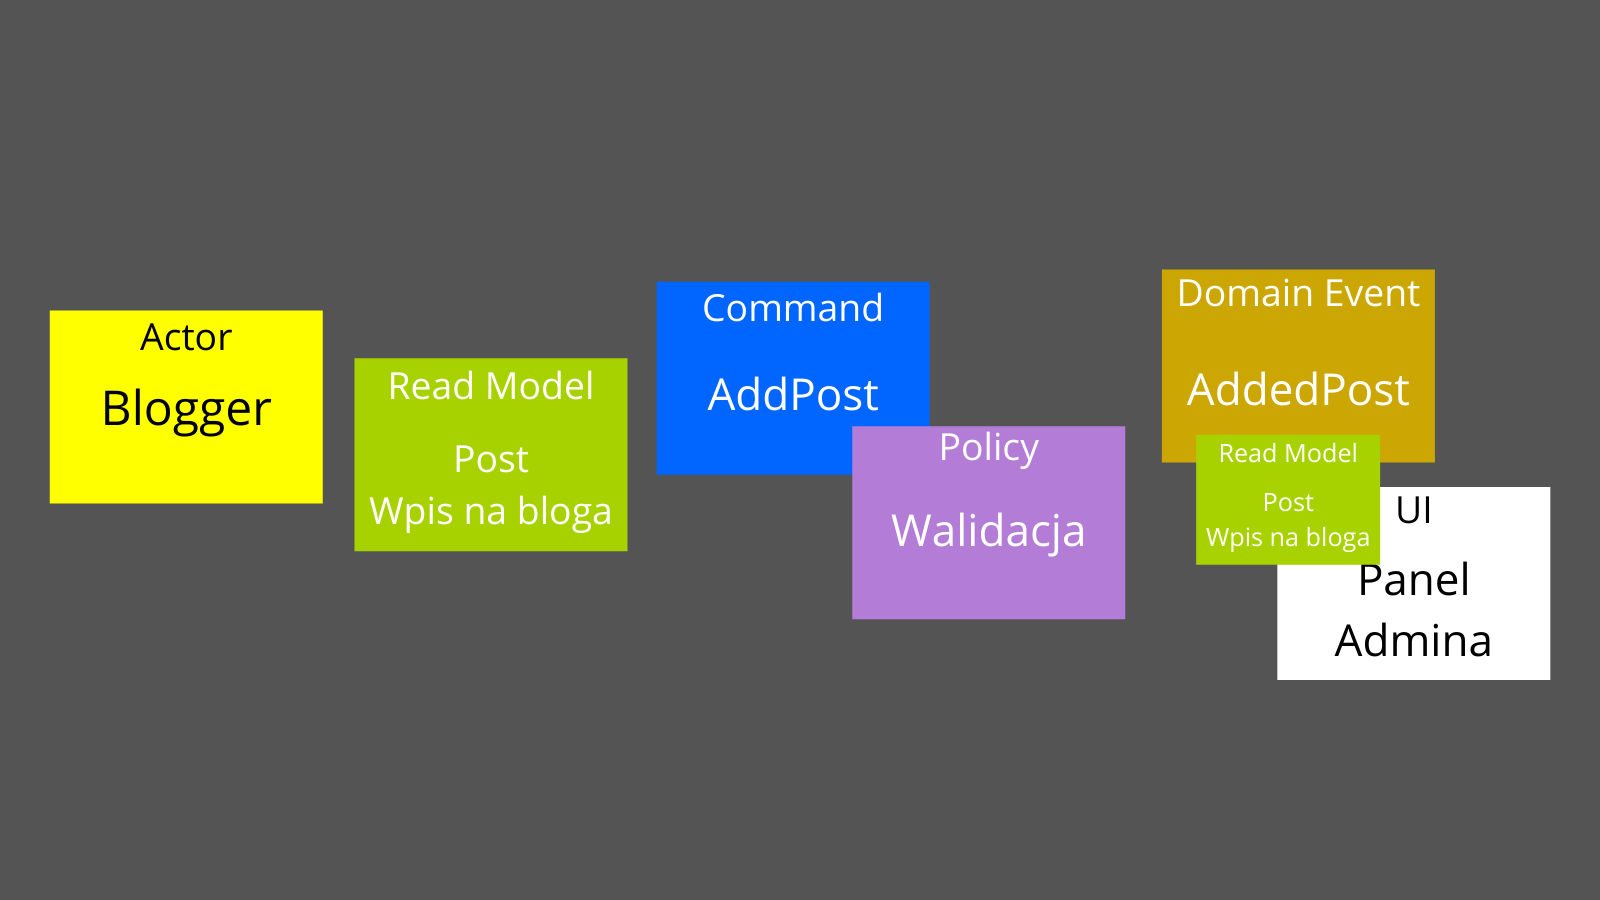 Actor
Blogger
Read Model
Post
Wpis na bloga
Command
AddPost
Policy
Walidacja
Domain Event
AddedPost
Read Model
Post
Wpis na bloga
UI
Panel
Admina